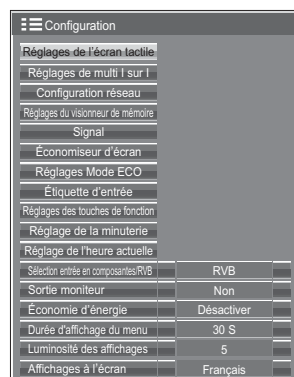 Configuration
Réglages de l'écran tactile
Réglages de multi I sur I
Configuration réseau
Réglages du visionneur de mémoire
Signal
Économiseur d'écran
Réglages Mode ECO
Étiquette d'entrée
Réglages des touches de fonction
Réglage de la minuterie
Réglage de l'heure actuelle
Sélection entrée en composantes/RVB RVB
Sortie moniteur Non
Économie d'énergie Désactiver
Durée d'affichage du menu 30 S
Luminosité des affichages 5
Affichages à l'écran Français